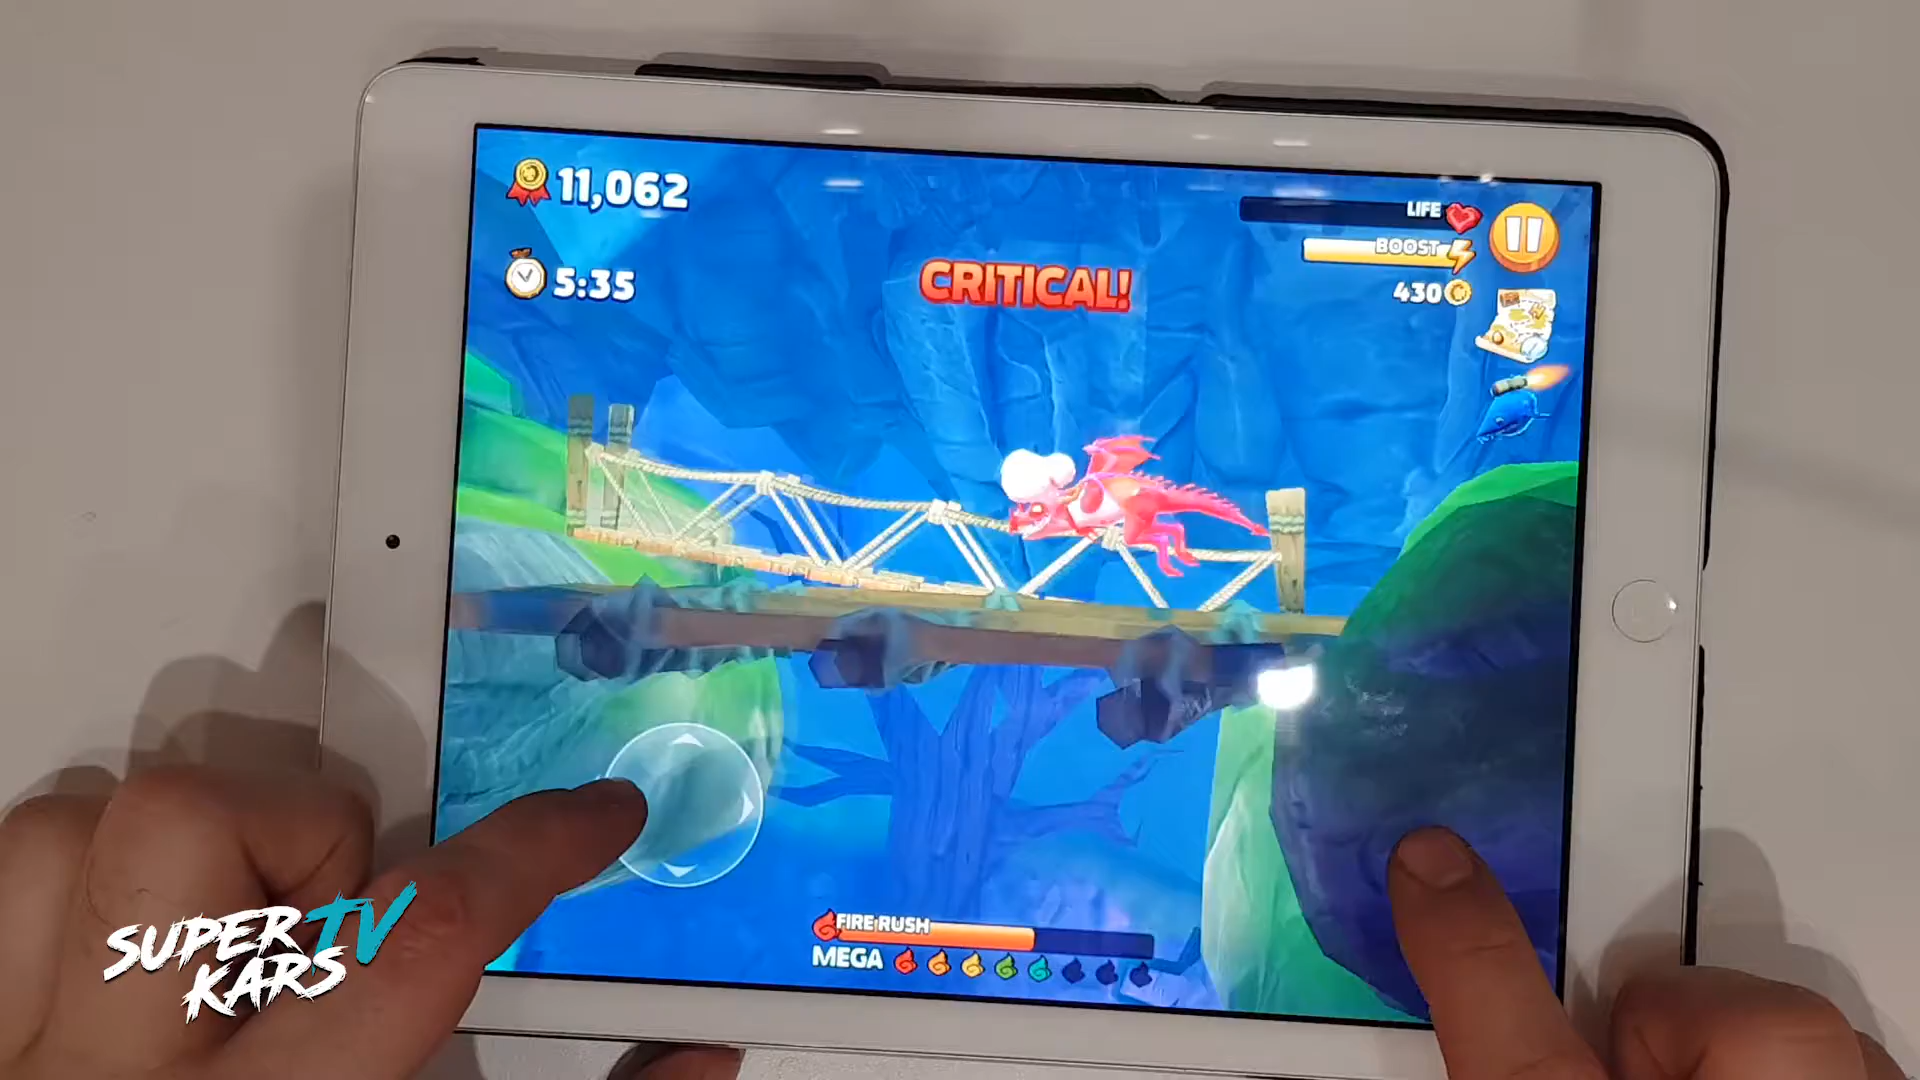 11,062
5:35
CRITICAL!
LIFE
BOOST
430
FIRE RUSH
MEGA
SUPER TV
KARS